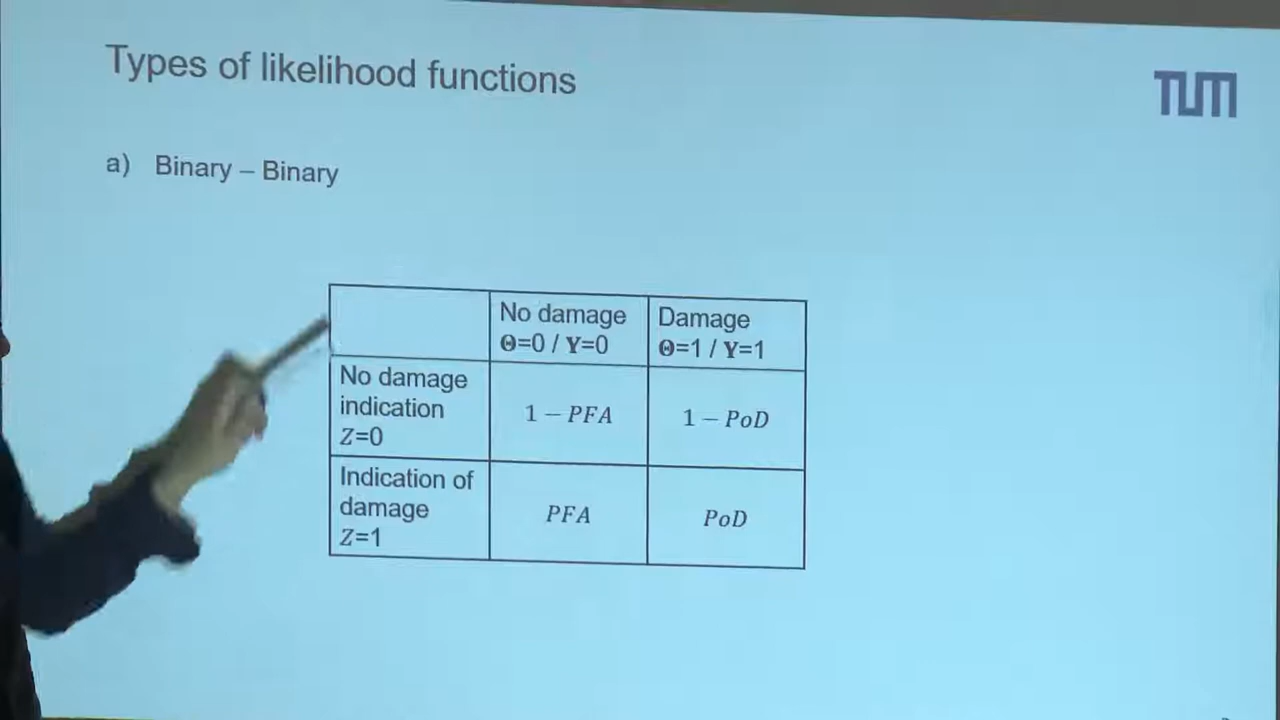 Types of likelihood functions
TUM
a) Binary – Binary
No damage
Θ=0 / Y=0
Damage
Θ=1 / Y=1
No damage
indication
Z=0
1 − PFA
1 − PoD
Indication of
damage
Z=1
PFA
PoD